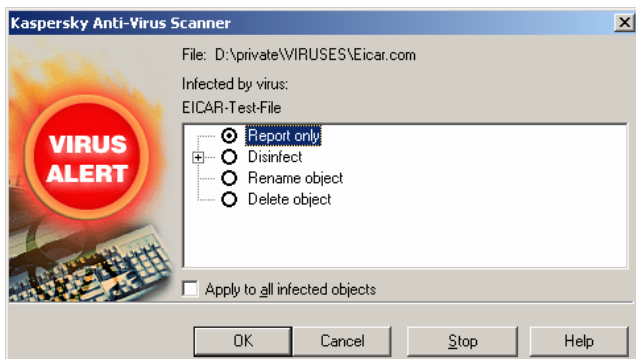 Kaspersky Anti-Virus Scanner
File: D:\private\VIRUSES\Eicar.com
Infected by virus:
EICAR-Test-File
VIRUS
ALERT
Report only
Disinfect
Rename object
Delete object
Apply to all infected objects
OK
Cancel
Stop
Help